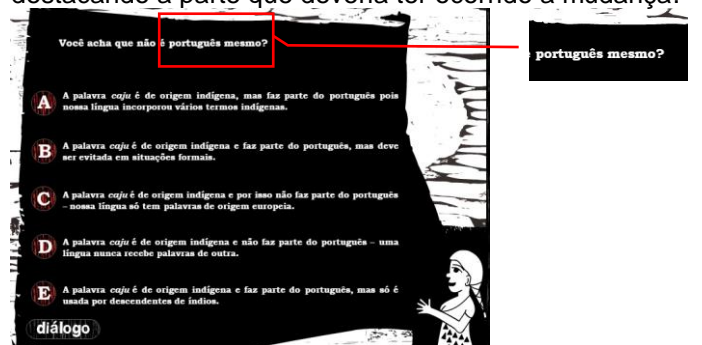 destacando a parte que deveria ter ocorrido a mudança:
Você acha que não é português mesmo?
português mesmo?
A
A palavra caju é de origem indígena, mas faz parte do português pois
nossa língua incorporou vários termos indígenas.
B
A palavra caju é de origem indígena e faz parte do português, mas deve
ser evitada em situações formais.
C
A palavra caju é de origem indígena e por isso não faz parte do português
– nossa língua só tem palavras de origem europeia.
D
A palavra caju é de origem indígena e não faz parte do português – uma
língua nunca recebe palavras de outra.
E
A palavra caju é de origem indígena e faz parte do português, mas só é
usada por descendentes de índios.
diálogo